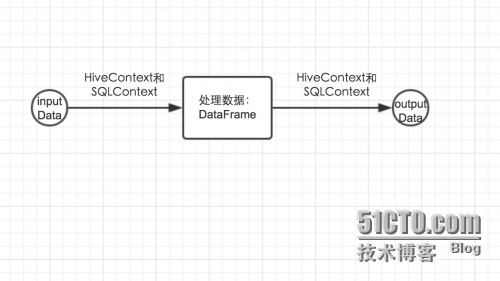 HiveContext和
SQLContext
HiveContext和
SQLContext
input
Data
处理数据：
DataFrame
output
Data
51CTO.com
技术博客 Blog